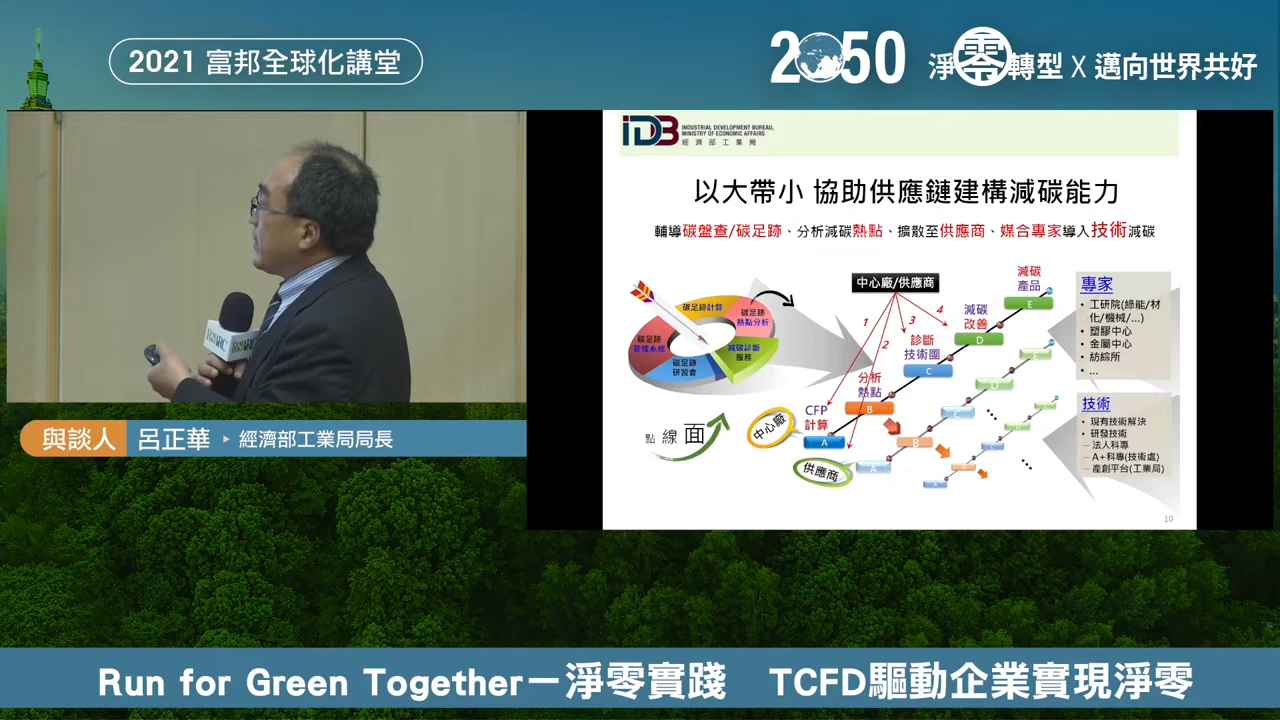 2021 富邦全球化講堂
2050 淨零轉型 X 邁向世界共好
IDB INDUSTRIAL DEVELOPMENT BUREAU,
MINISTRY OF ECONOMIC AFFAIRS
經濟部工業局
以大帶小 協助供應鏈建構減碳能力
輔導碳盤查/碳足跡、分析減碳熱點、擴散至供應商、媒合專家導入技術減碳
碳足跡計算
碳足跡
熱點分析
減碳診斷
服務
碳足跡
研習會
碳足跡
管理系統
點 線 面
中心廠/供應商
1
2
3
4
CFP
計算
A
分析
熱點
B
診斷
技術團
C
減碳
改善
D
減碳
產品
E
中心廠
供應商
A
B
C
D
E
專家
• 工研院(綠能/材
化/機械/...)
• 塑膠中心
• 金屬中心
• 紡綜所
• ...
技術
• 現有技術解決
• 研發技術
– 法人科專
– A+科專(技術處)
– 產創平台(工業局)
10
與談人 呂正華 ▸ 經濟部工業局局長
Run for Green Together－淨零實踐 TCFD驅動企業實現淨零